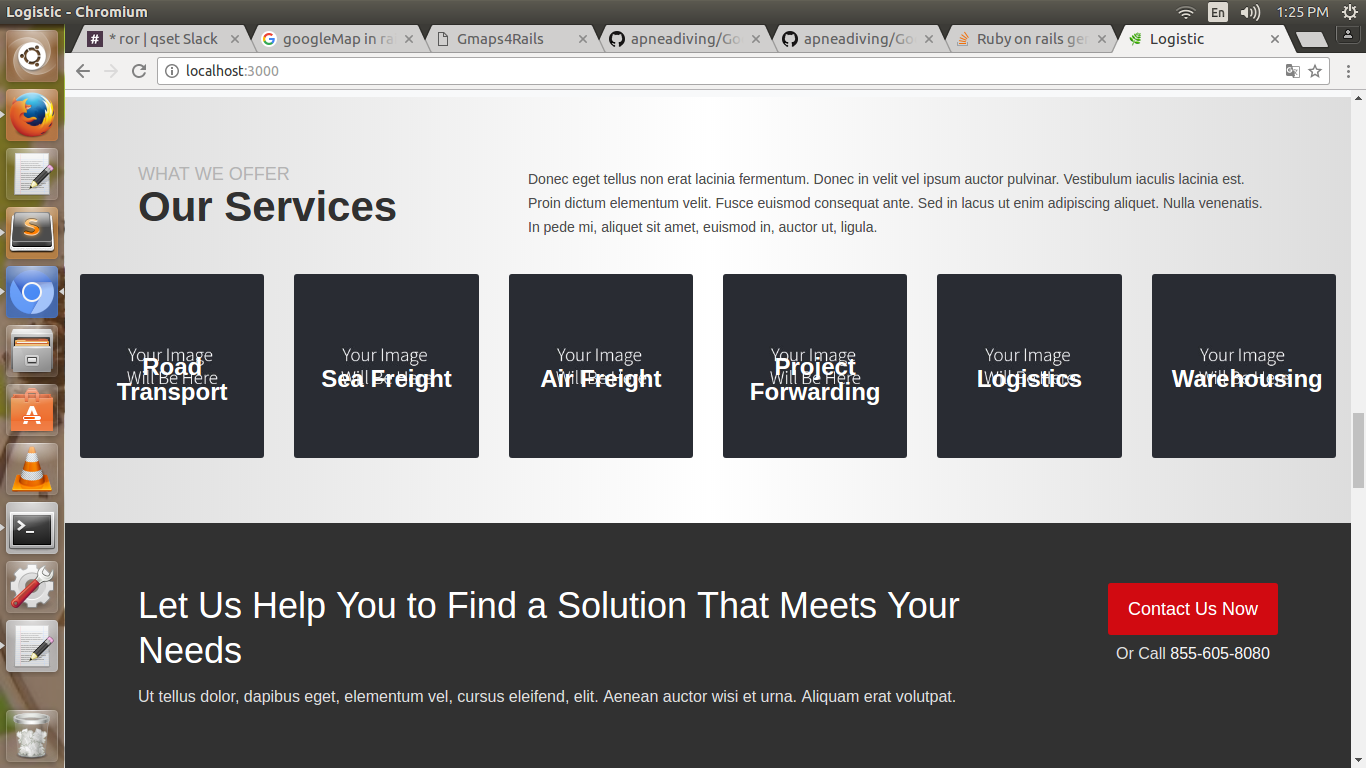 Logistic - Chromium
En
1:25 PM
* ror | qset Slack
googleMap in ra
Gmaps4Rails
apneadiving/Go
apneadiving/Go
Ruby on rails ge
Logistic
localhost:3000
WHAT WE OFFER
Our Services
Donec eget tellus non erat lacinia fermentum. Donec in velit vel ipsum auctor pulvinar. Vestibulum iaculis lacinia est.
Proin dictum elementum velit. Fusce euismod consequat ante. Sed in lacus ut enim adipiscing aliquet. Nulla venenatis.
In pede mi, aliquet sit amet, euismod in, auctor ut, ligula.
Your Image
Will Be Here
Road
Transport
Your Image
Will Be Here
Sea Freight
Your Image
Will Be Here
Air Freight
Your Image
Will Be Here
Project
Forwarding
Your Image
Will Be Here
Logistics
Your Image
Will Be Here
Warehousing
Let Us Help You to Find a Solution That Meets Your
Needs
Ut tellus dolor, dapibus eget, elementum vel, cursus eleifend, elit. Aenean auctor wisi et urna. Aliquam erat volutpat.
Contact Us Now
Or Call 855-605-8080